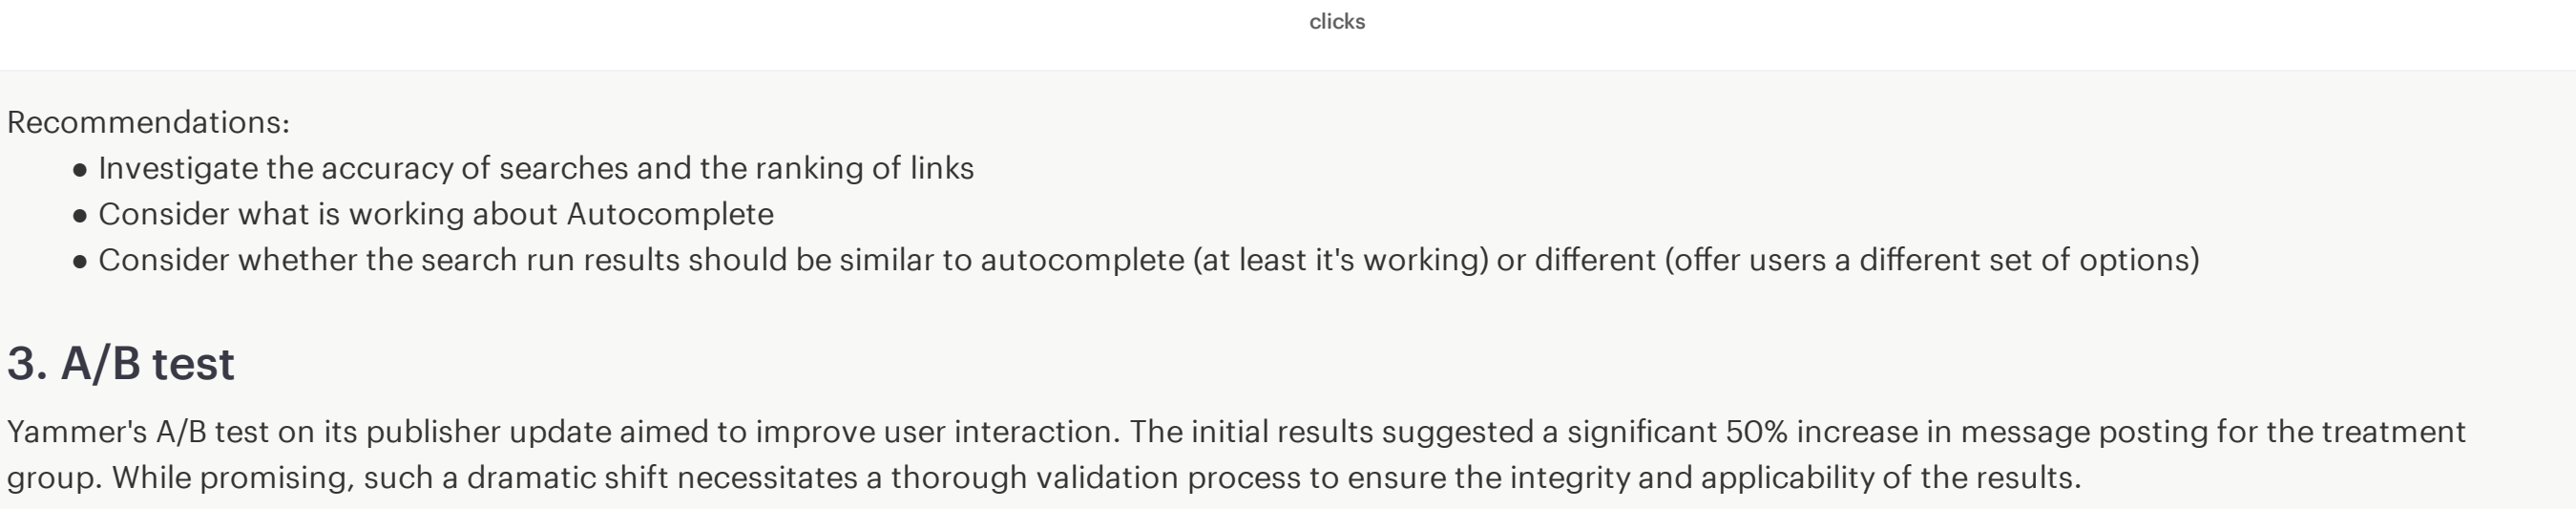 clicks
Recommendations:
● Investigate the accuracy of searches and the ranking of links
● Consider what is working about Autocomplete
● Consider whether the search run results should be similar to autocomplete (at least it's working) or different (offer users a different set of options)
3. A/B test
Yammer's A/B test on its publisher update aimed to improve user interaction. The initial results suggested a significant 50% increase in message posting for the treatment
group. While promising, such a dramatic shift necessitates a thorough validation process to ensure the integrity and applicability of the results.